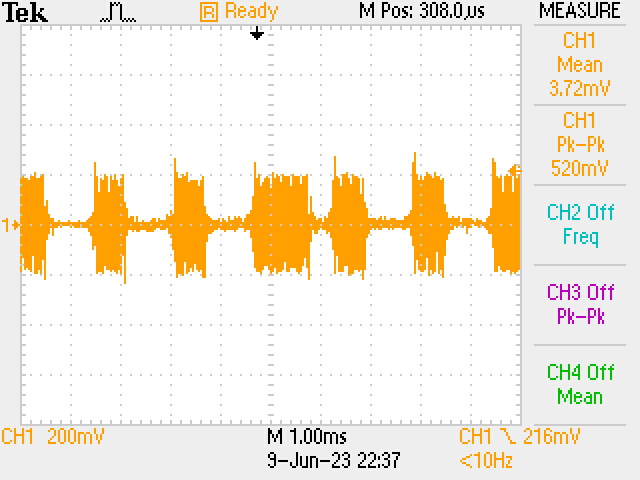 Tek R Ready M Pos: 308.0µs MEASURE
CH1
Mean
3.72mV
CH1
Pk-Pk
520mV
CH2 Off
Freq
CH3 Off
Pk-Pk
CH4 Off
Mean
1
CH1 200mV M 1.00ms CH1 216mV
9-Jun-23 22:37 <10Hz